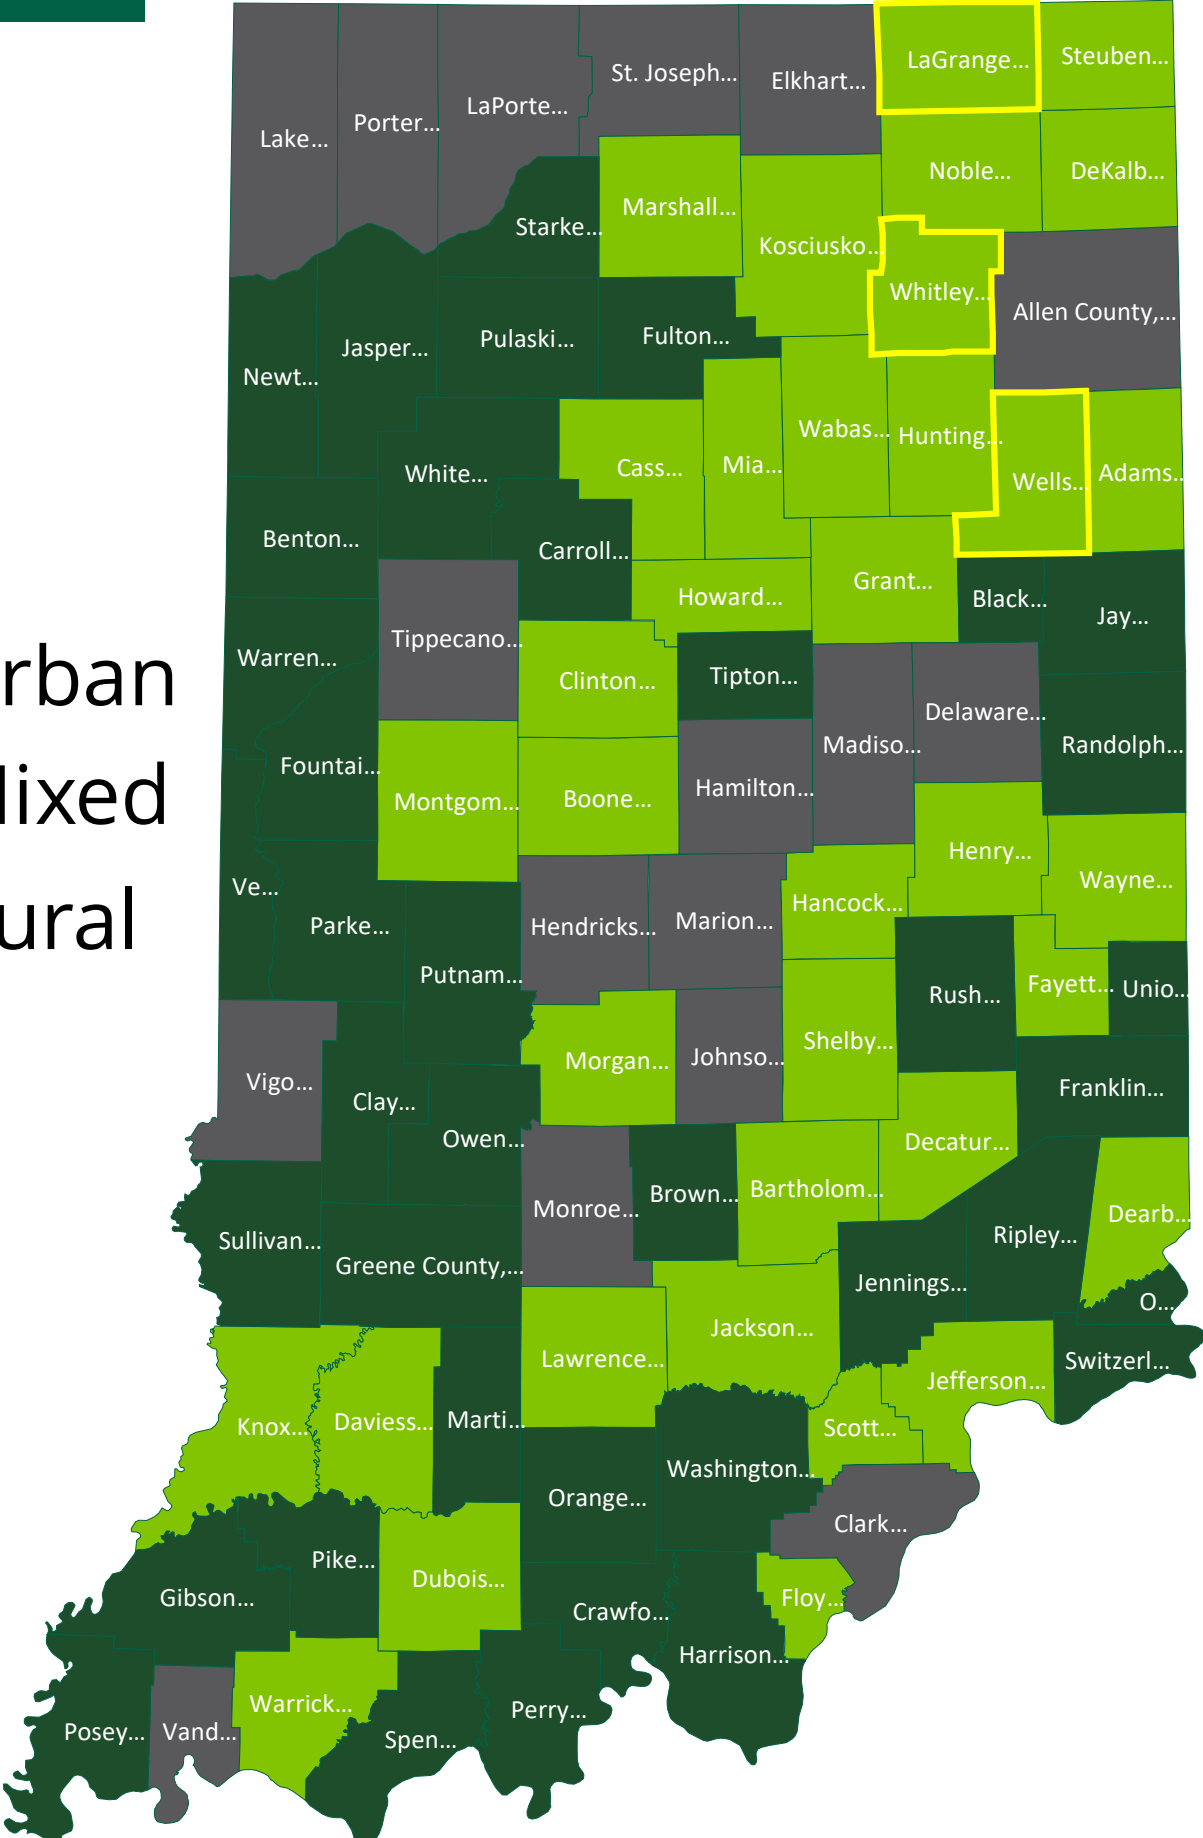 LaGrange...
Steuben...
St. Joseph...
Elkhart...
LaPorte...
Porter...
Lake...
Noble...
DeKalb...
Marshall...
Starke...
Kosciusko...
Whitley...
Allen County,...
Fulton...
Pulaski...
Jasper...
Newt...
Wabas...
Hunting...
Cass...
Mia...
White...
Wells...
Adams...
Benton...
Carroll...
Grant...
Howard...
Black...
Jay...
Tippecano...
Warren...
rban
Clinton...
Tipton...
Delaware...
Madiso...
Randolph...
Fountai...
Hamilton...
ixed
Montgom...
Boone...
Henry...
Wayne...
Ve...
Hancock...
ural
Parke...
Hendricks...
Marion...
Putnam...
Rush...
Fayett...
Unio...
Shelby...
Morgan...
Johnso...
Vigo...
Clay...
Franklin...
Owen...
Decatur...
Monroe...
Brown...
Bartholom...
Dearb...
Sullivan...
Ripley...
Greene County,...
Jennings...
O...
Jackson...
Lawrence...
Switzerl...
Jefferson...
Knox...
Daviess...
Marti...
Scott...
Washington...
Orange...
Clark...
Pike...
Dubois...
Gibson...
Floy...
Crawfo...
Harrison...
Warrick...
Perry...
Posey...
Vand...
Spen...